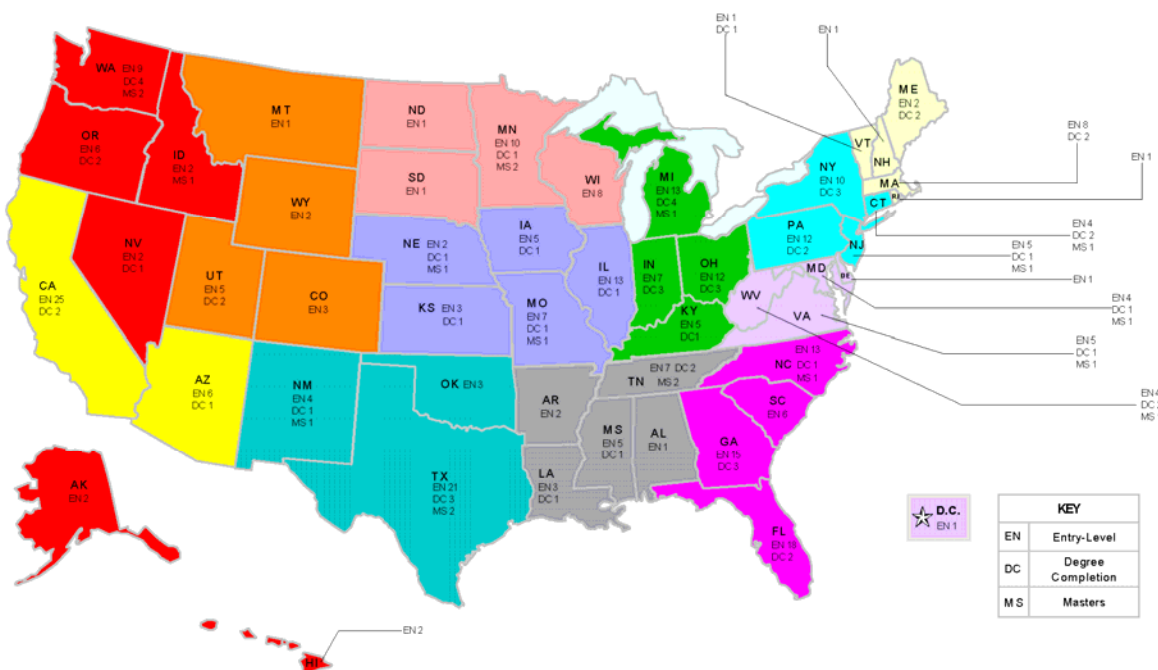 EN 1
DC 1
EN 1
WA EN 9
DC 4
MS 2
MT
EN 1
ND
EN 1
MN
EN 10
DC 1
MS 2
ME
EN 2
DC 2
EN 8
DC 2
OR
EN 6
DC 2
ID
EN 2
MS 1
SD
EN 1
WI
EN 8
MI
EN 13
DC 4
MS 1
NY
EN 10
DC 3
VT
NH
MA
RI
CT
EN 1
WY
EN 2
NV
EN 2
DC 1
UT
EN 5
DC 2
CO
EN 3
NE EN 2
DC 1
MS 1
IA
EN 5
DC 1
IL
EN 13
DC 1
IN
EN 7
DC 3
OH
EN 12
DC 3
PA
EN 12
DC 2
NJ
EN 4
DC 2
MS 1
EN 5
DC 1
MS 1
MD
EN 1
CA
EN 25
DC 2
KS EN 3
DC 1
MO
EN 7
DC 1
MS 1
KY
EN 5
DC1
WV
VA
EN 4
DC 1
MS 1
EN 5
DC 1
MS 1
AZ
EN 6
DC 1
NM
EN 4
DC 1
MS 1
OK EN 3
AR
EN 2
TN EN 7 DC 2
MS 2
NC EN 13
DC 1
MS 1
SC
EN 6
EN 4
DC
MS
TX
EN 21
DC 3
MS 2
LA
EN 3
DC 1
MS
EN 5
DC 1
AL
EN 1
GA
EN 15
DC 3
FL
EN 18
DC 2
AK
EN 2
HI
EN 2
D.C.
EN 1
KEY
EN Entry-Level
DC Degree
Completion
MS Masters